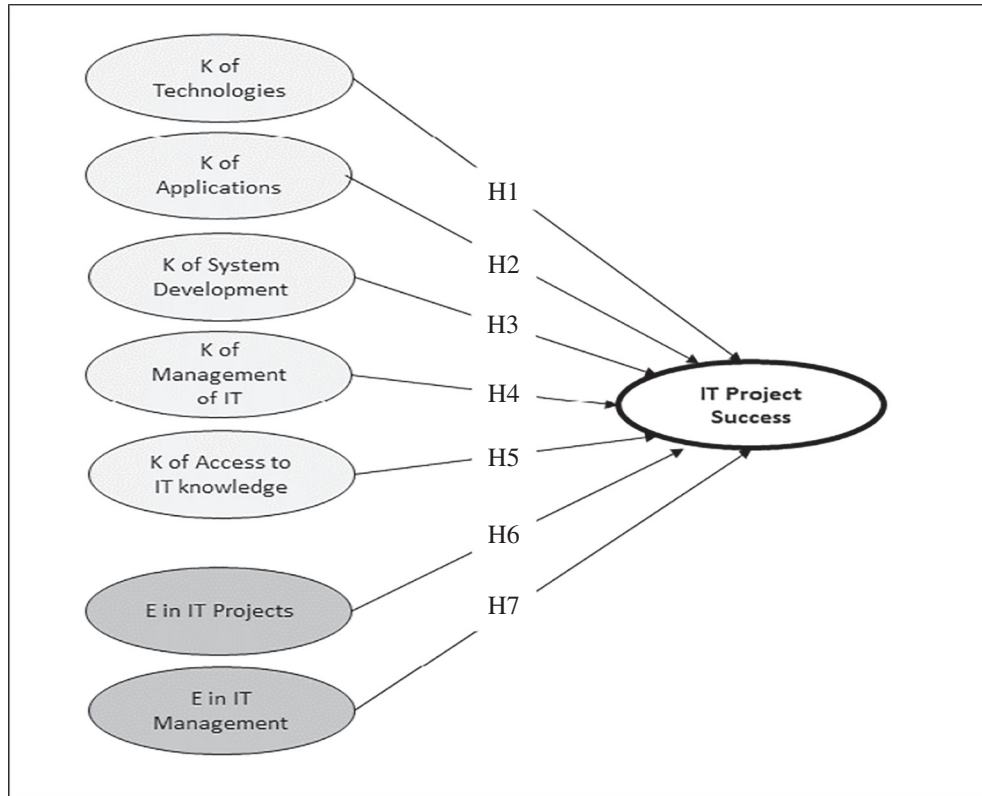 K of
Technologies
K of
Applications
K of System
Development
K of
Management
of IT
K of Access to
IT knowledge
E in IT Projects
E in IT
Management
H1
H2
H3
H4
H5
H6
H7
IT Project
Success